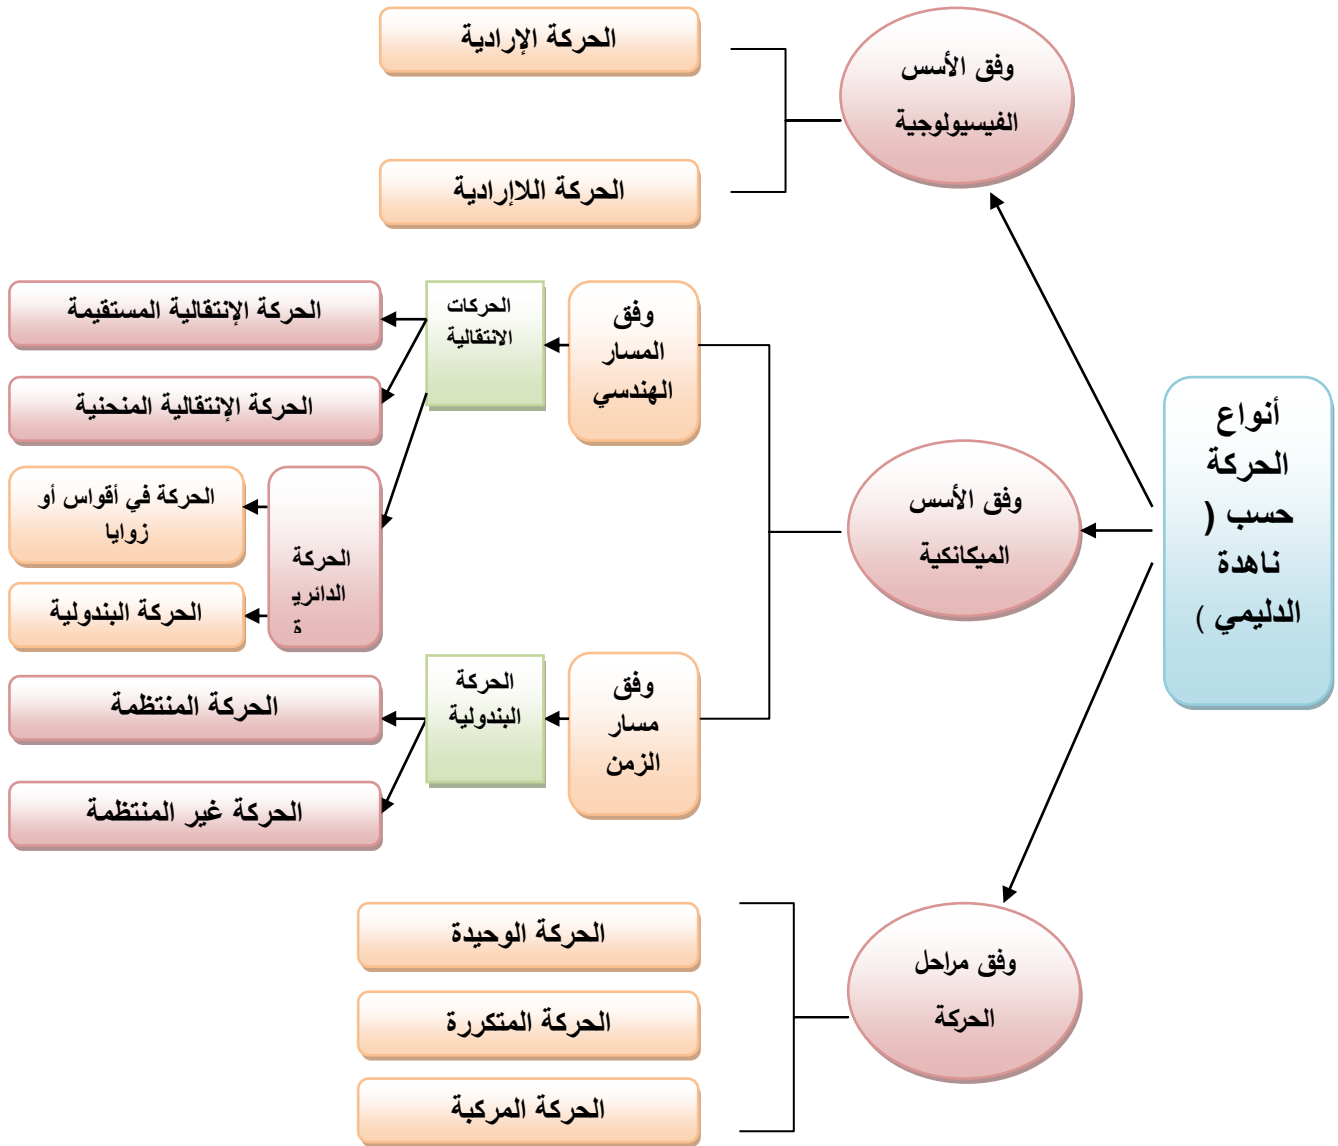 أنواع
الحركة
حسب (
ناهدة
الدليمي )
وفق الأسس
الفيسيولوجية
الحركة الإرادية
الحركة اللاإرادية
وفق الأسس
الميكانكية
وفق
المسار
الهندسي
الحركات
الانتقالية
الحركة الإنتقالية المستقيمة
الحركة الإنتقالية المنحنية
الحركة
الدائري
ة
الحركة في أقواس أو
زوايا
الحركة البندولية
وفق
مسار
الزمن
الحركة
البندولية
الحركة المنتظمة
الحركة غير المنتظمة
وفق مراحل
الحركة
الحركة الوحيدة
الحركة المتكررة
الحركة المركبة